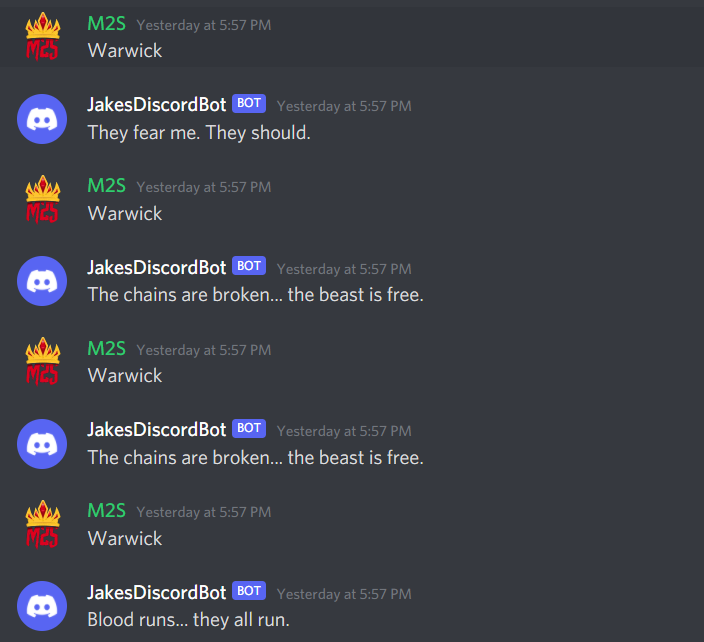 M2S Yesterday at 5:57 PM
Warwick
JakesDiscordBot BOT Yesterday at 5:57 PM
They fear me. They should.
M2S Yesterday at 5:57 PM
Warwick
JakesDiscordBot BOT Yesterday at 5:57 PM
The chains are broken... the beast is free.
M2S Yesterday at 5:57 PM
Warwick
JakesDiscordBot BOT Yesterday at 5:57 PM
The chains are broken... the beast is free.
M2S Yesterday at 5:57 PM
Warwick
JakesDiscordBot BOT Yesterday at 5:57 PM
Blood runs... they all run.